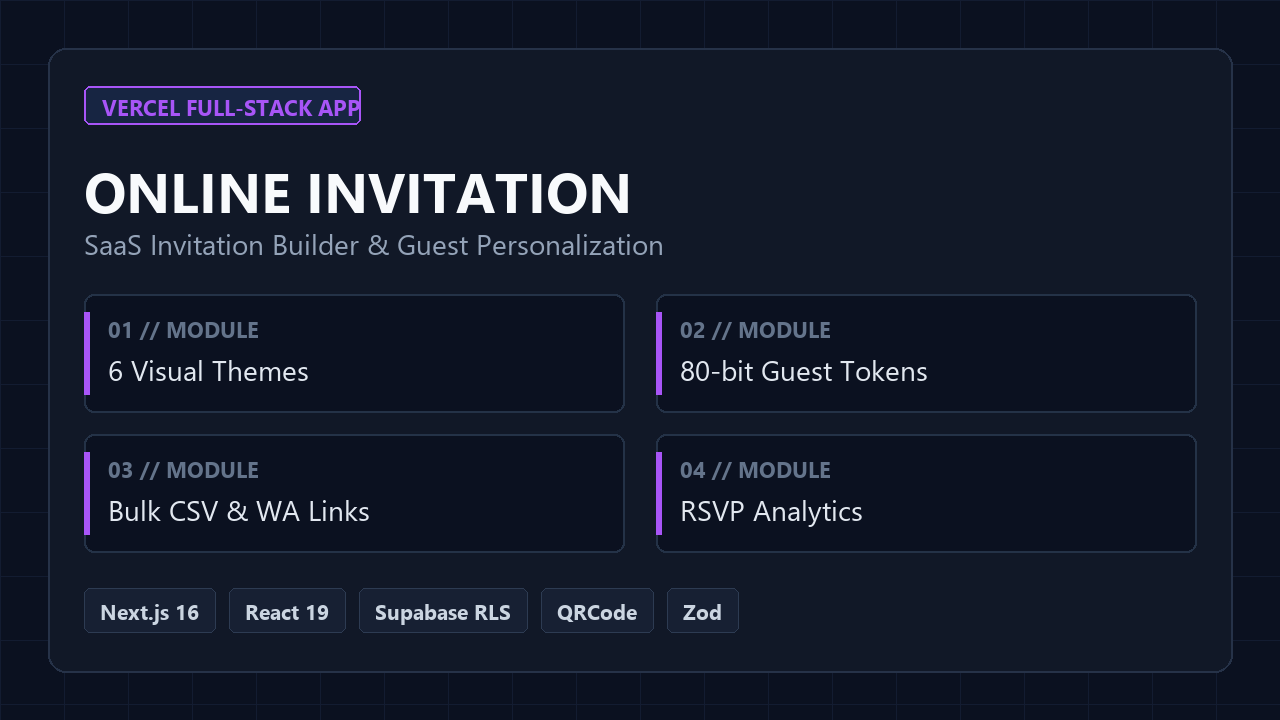 VERCEL FULL-STACK APP
ONLINE INVITATION
SaaS Invitation Builder & Guest Personalization
01 // MODULE
6 Visual Themes
02 // MODULE
80-bit Guest Tokens
03 // MODULE
Bulk CSV & WA Links
04 // MODULE
RSVP Analytics
Next.js 16
React 19
Supabase RLS
QRCode
Zod